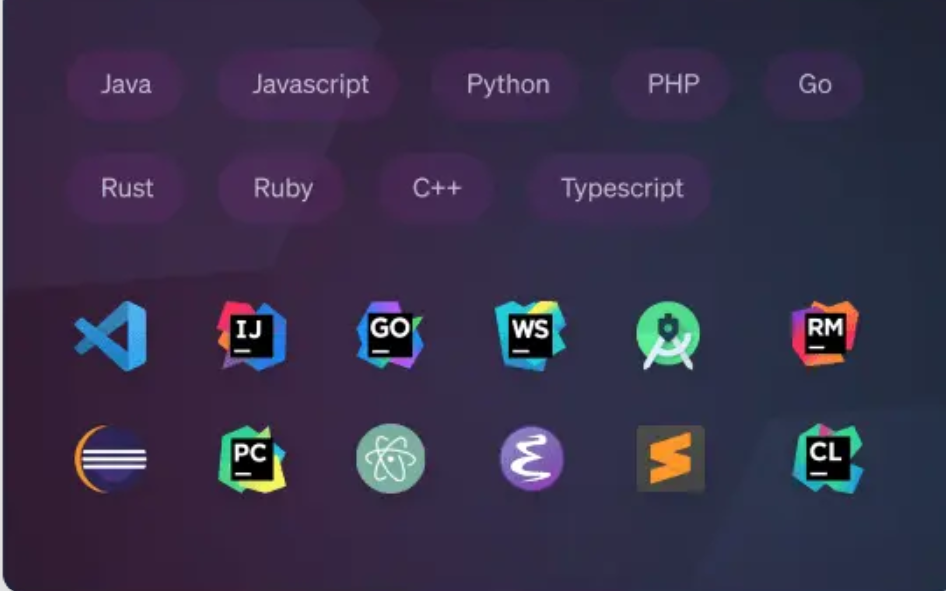 Java Javascript Python PHP Go
Rust Ruby C++ Typescript
IJ GO WS RM
PC CL